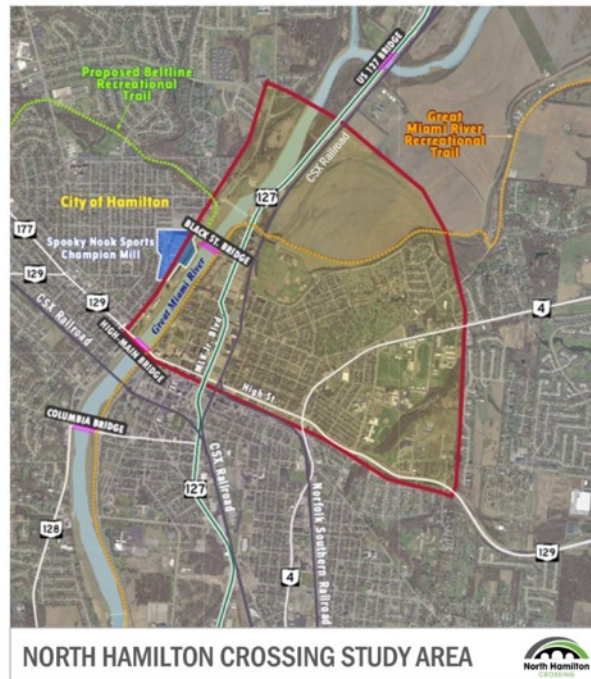 US 127 BRIDGE
Proposed Beltline
Recreational
Trail
Great
Miami River
Recreational
Trail
CSX Railroad
127
City of Hamilton
177
Spooky Nook Sports
Champion Mill
BLACK ST. BRIDGE
129
129
4
CSX Railroad
Great Miami River
MLK Jr. Blvd
HIGH-MAIN BRIDGE
High St.
COLUMBIA BRIDGE
CSX Railroad
127
Norfolk Southern Railroad
128
129
4
NORTH HAMILTON CROSSING STUDY AREA
North Hamilton
CROSSING